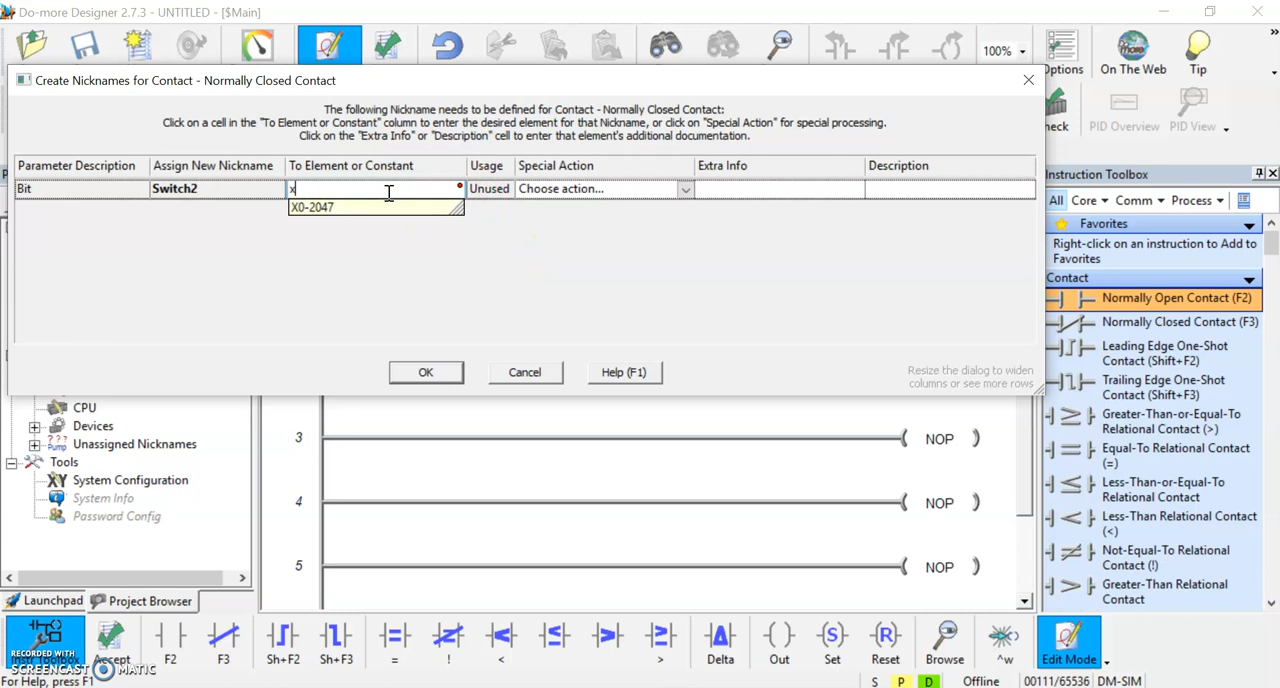 Do-more Designer 2.7.3 - UNTITLED - [$Main]
100%
Options
On The Web
Tip
Create Nicknames for Contact - Normally Closed Contact
The following Nickname needs to be defined for Contact - Normally Closed Contact:
Click on a cell in the "To Element or Constant" column to enter the desired element for that Nickname, or click on "Special Action" for special processing.
Click on the "Extra Info" or "Description" cell to enter that element's additional documentation.
heck
PID Overview
PID View
Parameter Description
Assign New Nickname
To Element or Constant
Usage
Special Action
Extra Info
Description
Bit
Switch2
x
Unused
Choose action...
X0-2047
OK
Cancel
Help (F1)
Resize the dialog to widen
columns or see more rows
Instruction Toolbox
All
Core
Comm
Process
Favorites
Right-click on an instruction to Add to
Favorites
Contact
Normally Open Contact (F2)
Normally Closed Contact (F3)
Leading Edge One-Shot
Contact (Shift+F2)
Trailing Edge One-Shot
Contact (Shift+F3)
Greater-Than-or-Equal-To
Relational Contact (>)
Equal-To Relational Contact
(=)
Less-Than-or-Equal-To
Relational Contact
Less-Than Relational Contact
(<)
Not-Equal-To Relational
Contact (!)
Greater-Than Relational
Contact
CPU
Devices
??? Pump Unassigned Nicknames
Tools
XY System Configuration
System Info
Password Config
3
NOP
4
NOP
5
NOP
Launchpad
Project Browser
Instr Toolbox
Accept
F2
F3
Sh+F2
Sh+F3
=
!
<
>
Delta
Out
Set
Reset
Browse
^w
Edit Mode
RECORDED WITH
SCREENCAST MATIC
For Help, press F1
S
P
D
Offline
00111/65536
DM-SIM